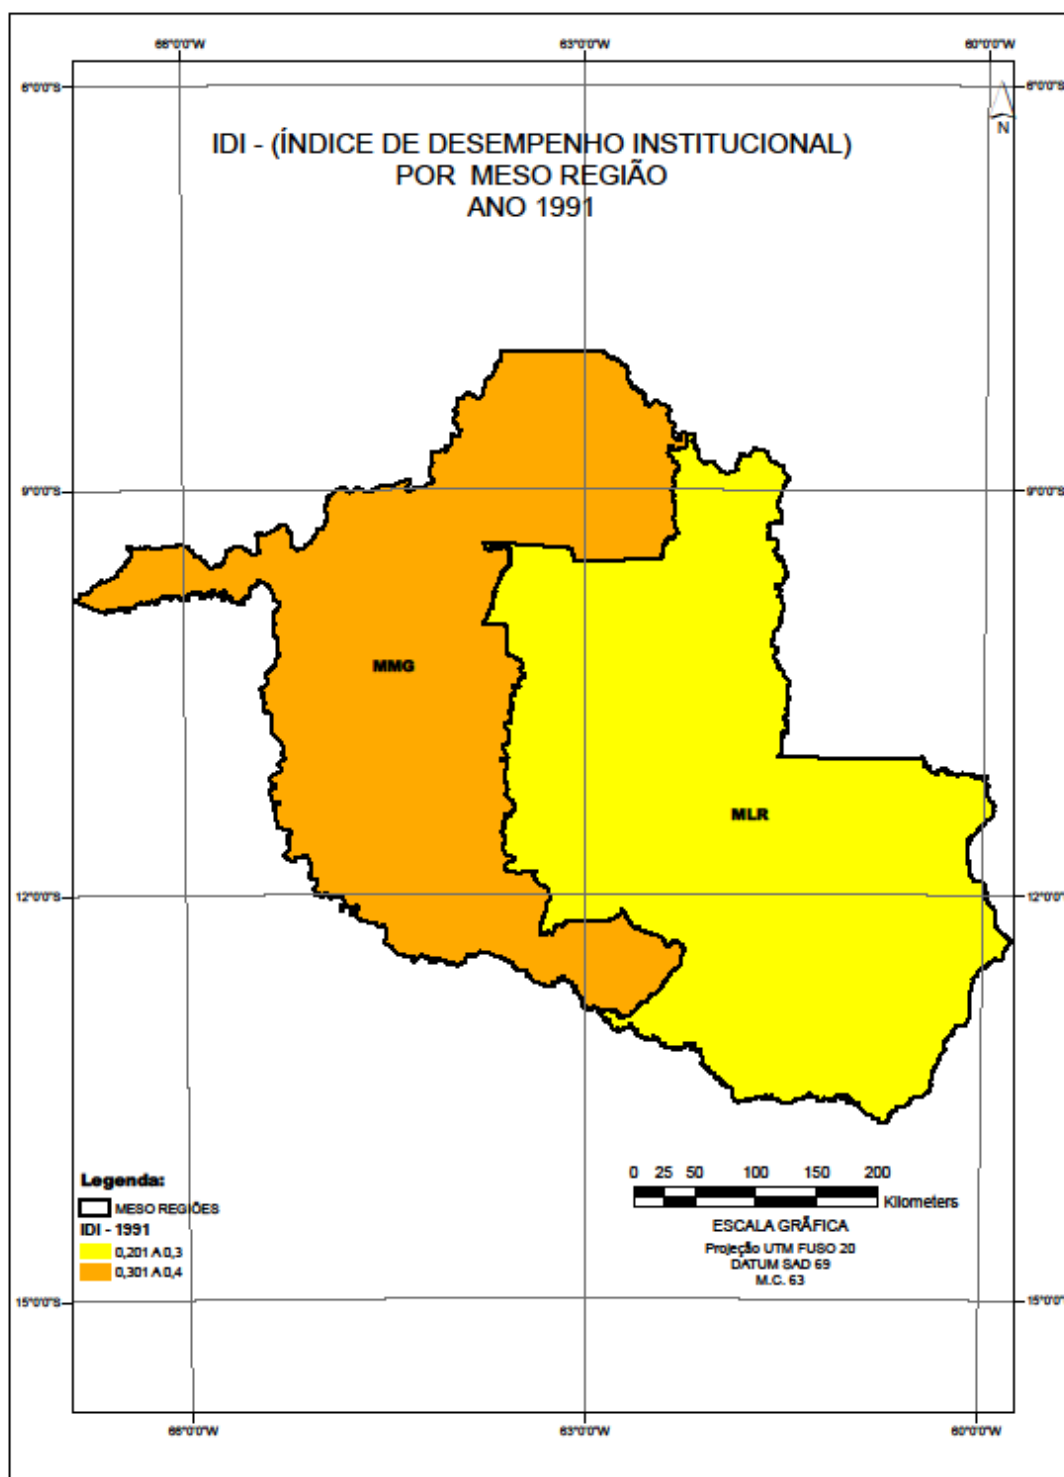 66°0'0"W 63°0'0"W 60°0'0"W
6°0'0"S 6°0'0"S
N
IDI - (ÍNDICE DE DESEMPENHO INSTITUCIONAL)
POR MESO REGIÃO
ANO 1991
9°0'0"S 9°0'0"S
MMG
MLR
12°0'0"S 12°0'0"S
Legenda:
MESO REGIÕES
IDI - 1991
0,201 A 0,3
0,301 A 0,4
0 25 50 100 150 200
Kilometers
ESCALA GRÃFICA
Projeção UTM FUSO 20
DATUM SAD 69
M.C. 63
15°0'0"S 15°0'0"S
66°0'0"W 63°0'0"W 60°0'0"W